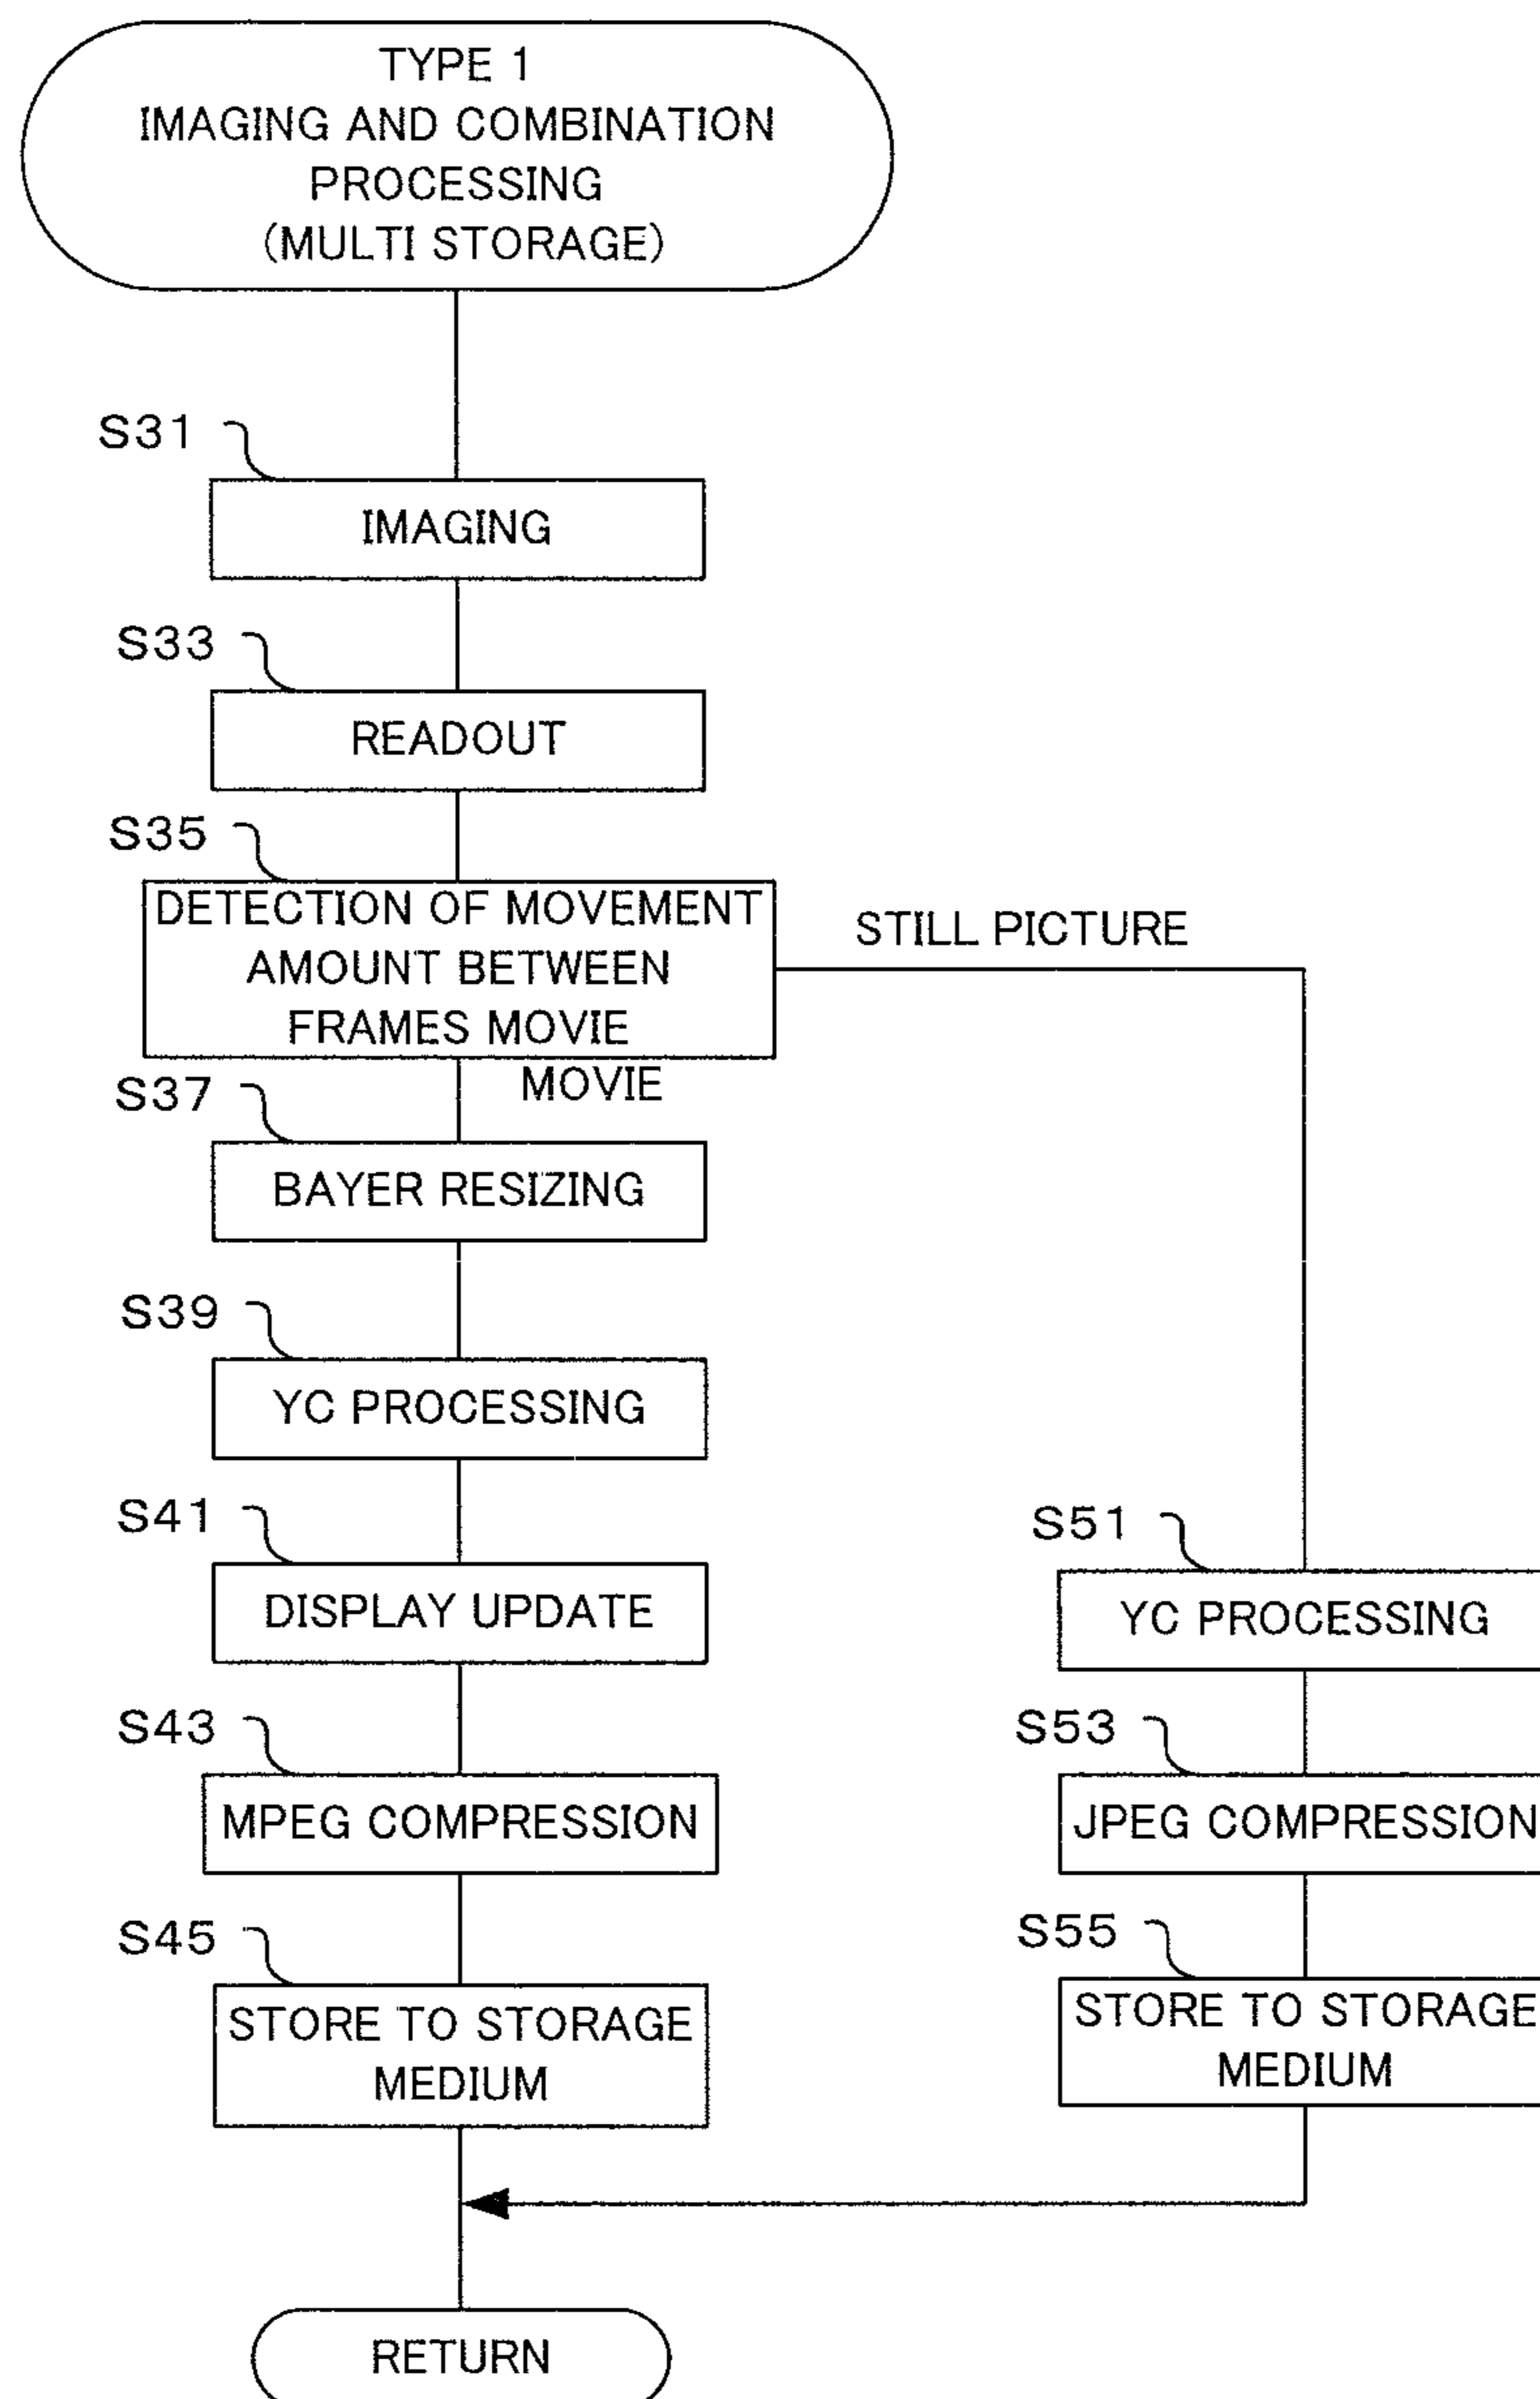 TYPE 1
IMAGING AND COMBINATION
PROCESSING
(MULTI STORAGE)
S31
IMAGING
S33
READOUT
S35
DETECTION OF MOVEMENT
AMOUNT BETWEEN
FRAMES MOVIE
STILL PICTURE
MOVIE
S37
BAYER RESIZING
S39
YC PROCESSING
S41
DISPLAY UPDATE
S43
MPEG COMPRESSION
S45
STORE TO STORAGE
MEDIUM
S51
YC PROCESSING
S53
JPEG COMPRESSION
S55
STORE TO STORAGE
MEDIUM
RETURN